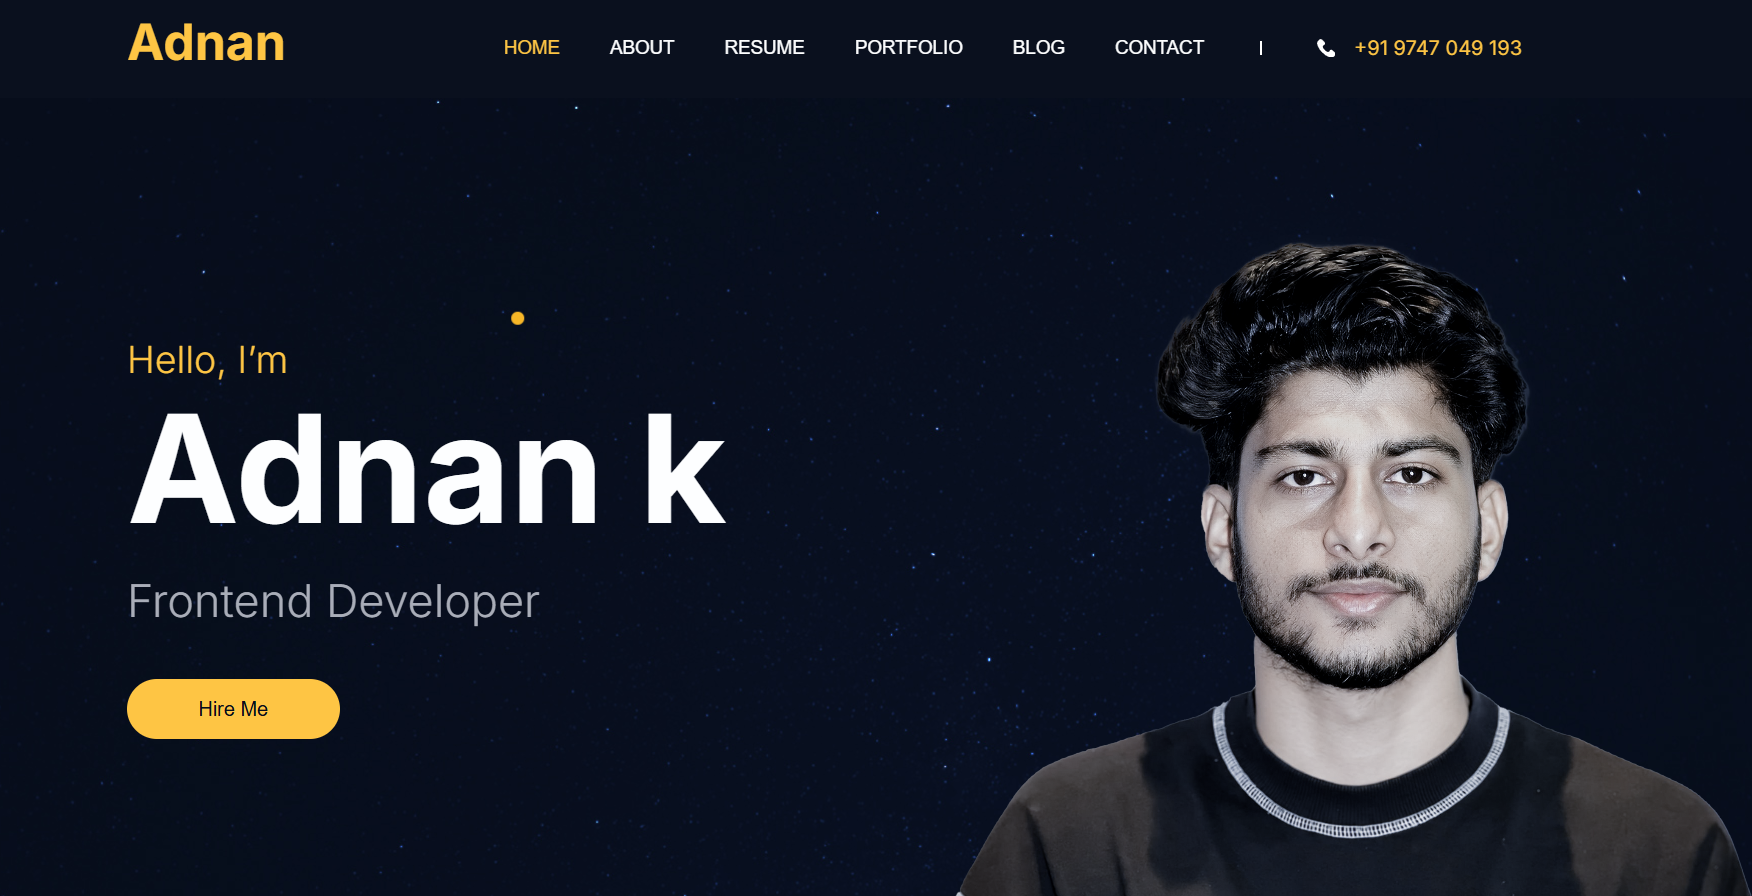 Adnan
HOME ABOUT RESUME PORTFOLIO BLOG CONTACT | +91 9747 049 193
Hello, I’m
Adnan k
Frontend Developer
Hire Me